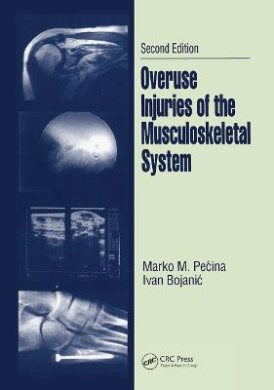 Second Edition
Overuse
Injuries of the
Musculoskeletal
System
Marko M. Pećina
Ivan Bojanić
CRC Press
Taylor & Francis Group